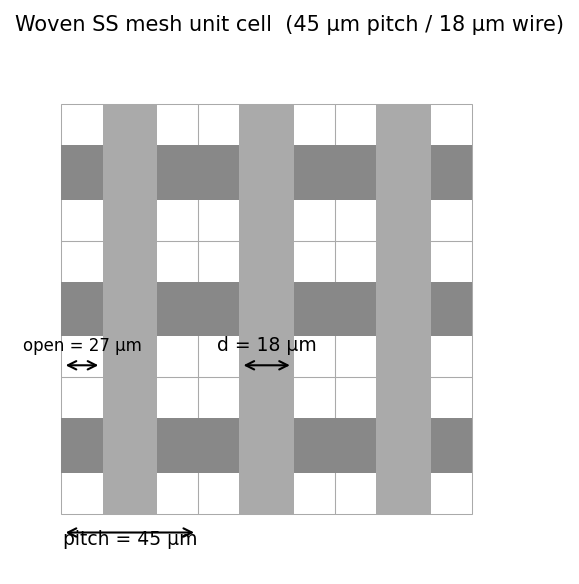 Woven SS mesh unit cell  (45 µm pitch / 18 µm wire)
open = 27 µm
d = 18 µm
pitch = 45 µm